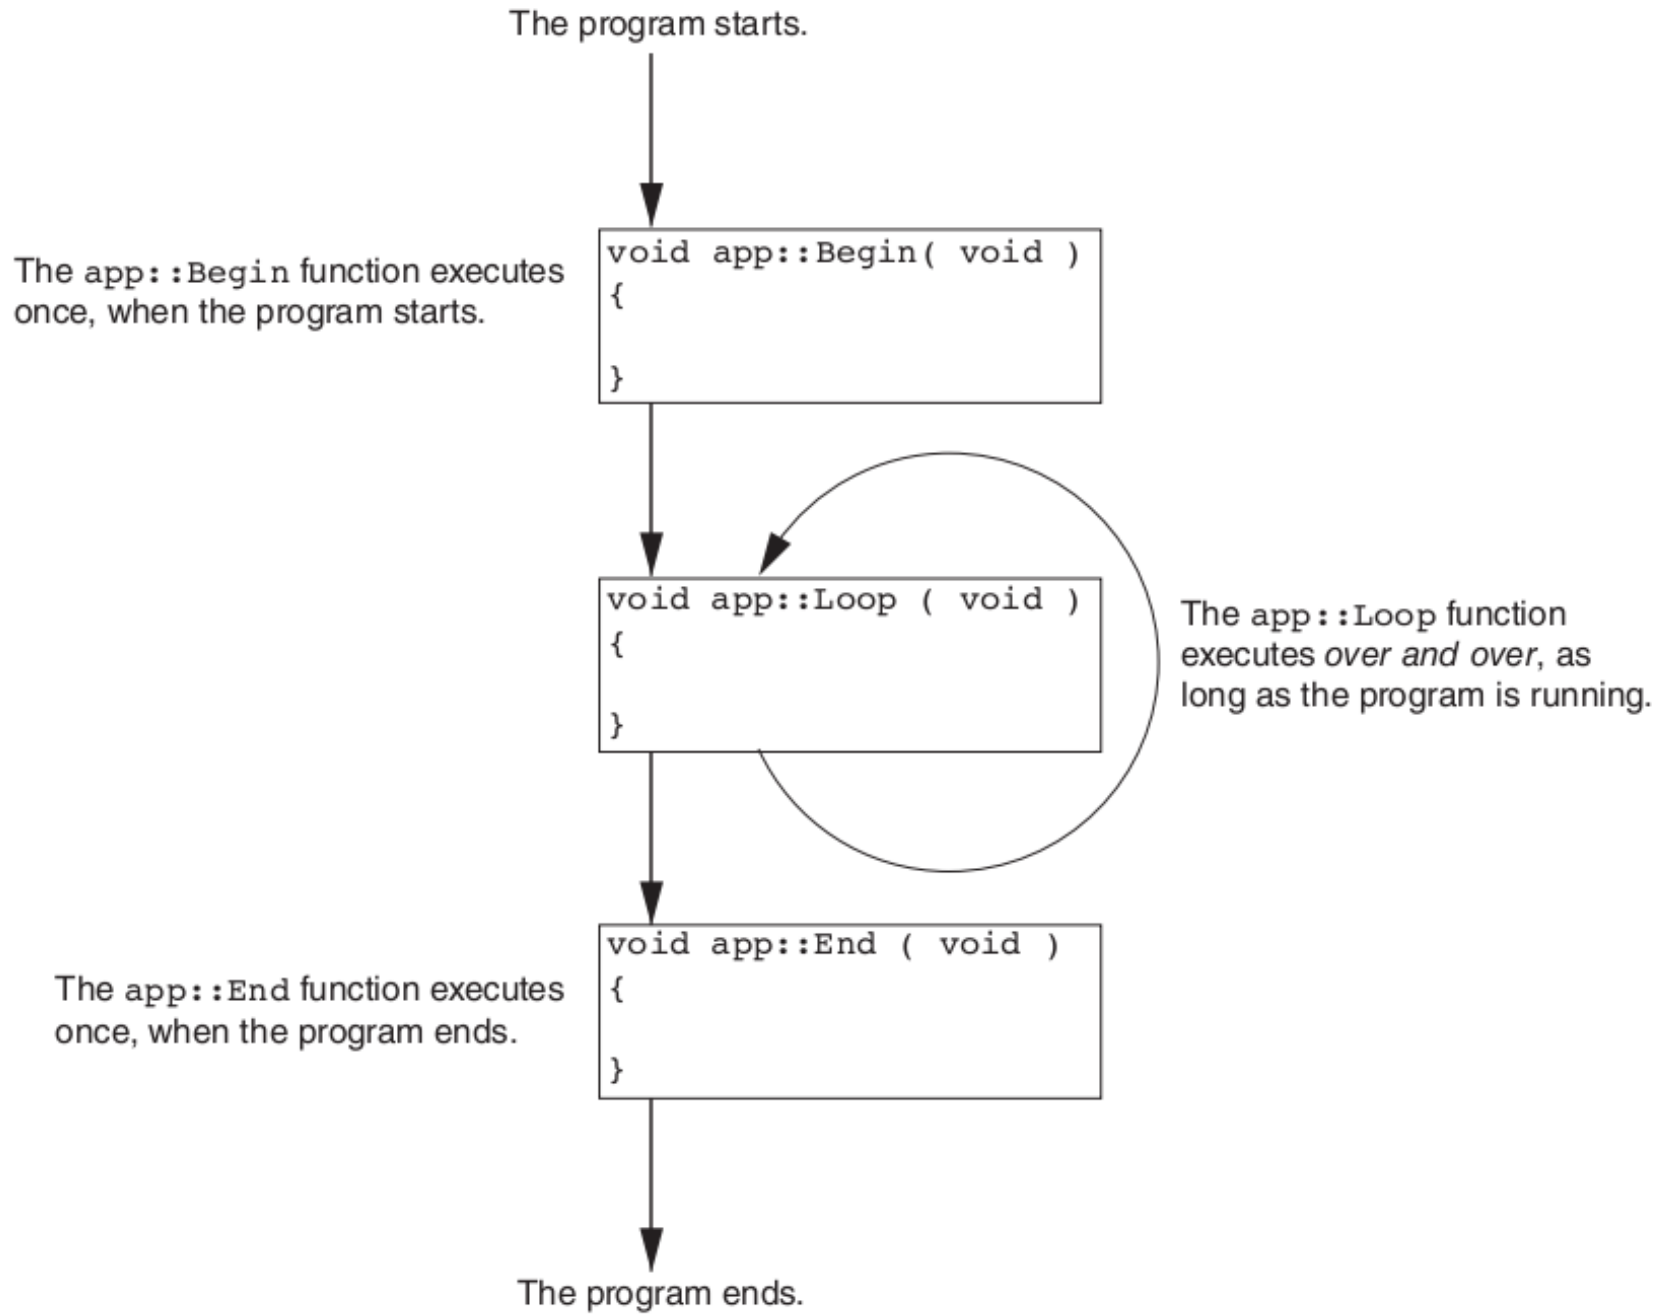 The program starts.
void app::Begin( void )
{
}
The app::Begin function executes
once, when the program starts.
void app::Loop ( void )
{
}
The app::Loop function
executes over and over, as
long as the program is running.
void app::End ( void )
{
}
The app::End function executes
once, when the program ends.
The program ends.